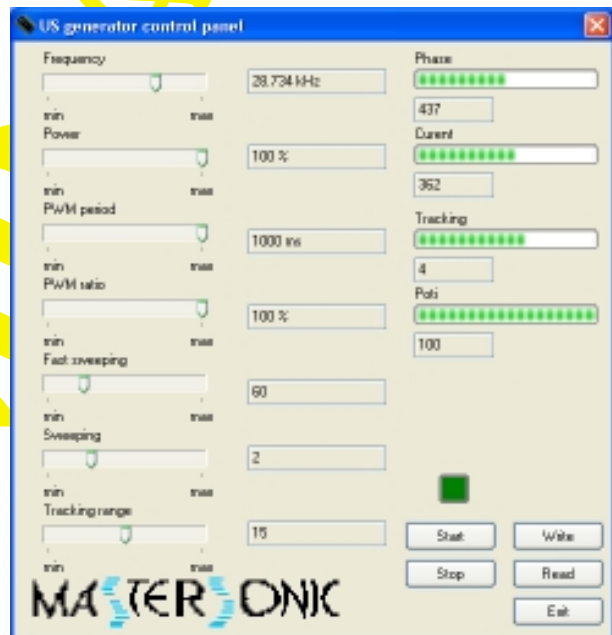 US generator control panel
Frequency
28.734 kHz
min max
Power
100 %
min max
PWM period
1000 ms
min max
PWM ratio
100 %
min max
Fast sweeping
60
min max
Sweeping
2
min max
Tracking range
15
min max
Phase
437
Curent
362
Tracking
4
Poti
100
Start Write
Stop Read
Exit
MASTERSONIC